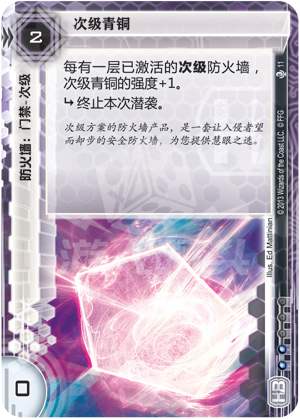 2
次级青铜
每有一层已激活的次级防火墙，
次级青铜的强度+1。
↳终止本次潜袭。
次级方案的防火墙产品，是一套让入侵者望
而却步的安全防火墙，为您提供慧眼之选。
防火墙：门禁-次级
11
©2013 Wizards of the Coast LLC. ©FFG
Illus. Ed Mattinian
0
HB